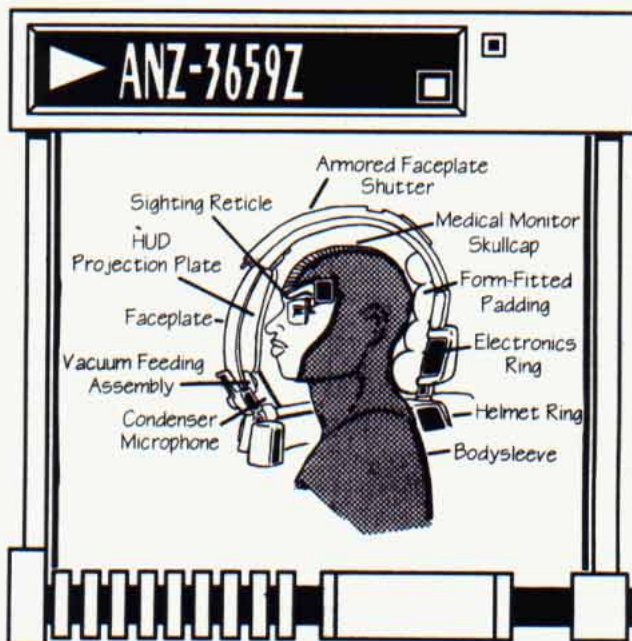 ANZ-3659Z
Armored Faceplate
Shutter
Sighting Reticle
Medical Monitor
Skullcap
HUD
Projection Plate
Form-Fitted
Padding
Faceplate
Electronics
Ring
Vacuum Feeding
Assembly
Condenser
Microphone
Helmet Ring
Bodysleeve